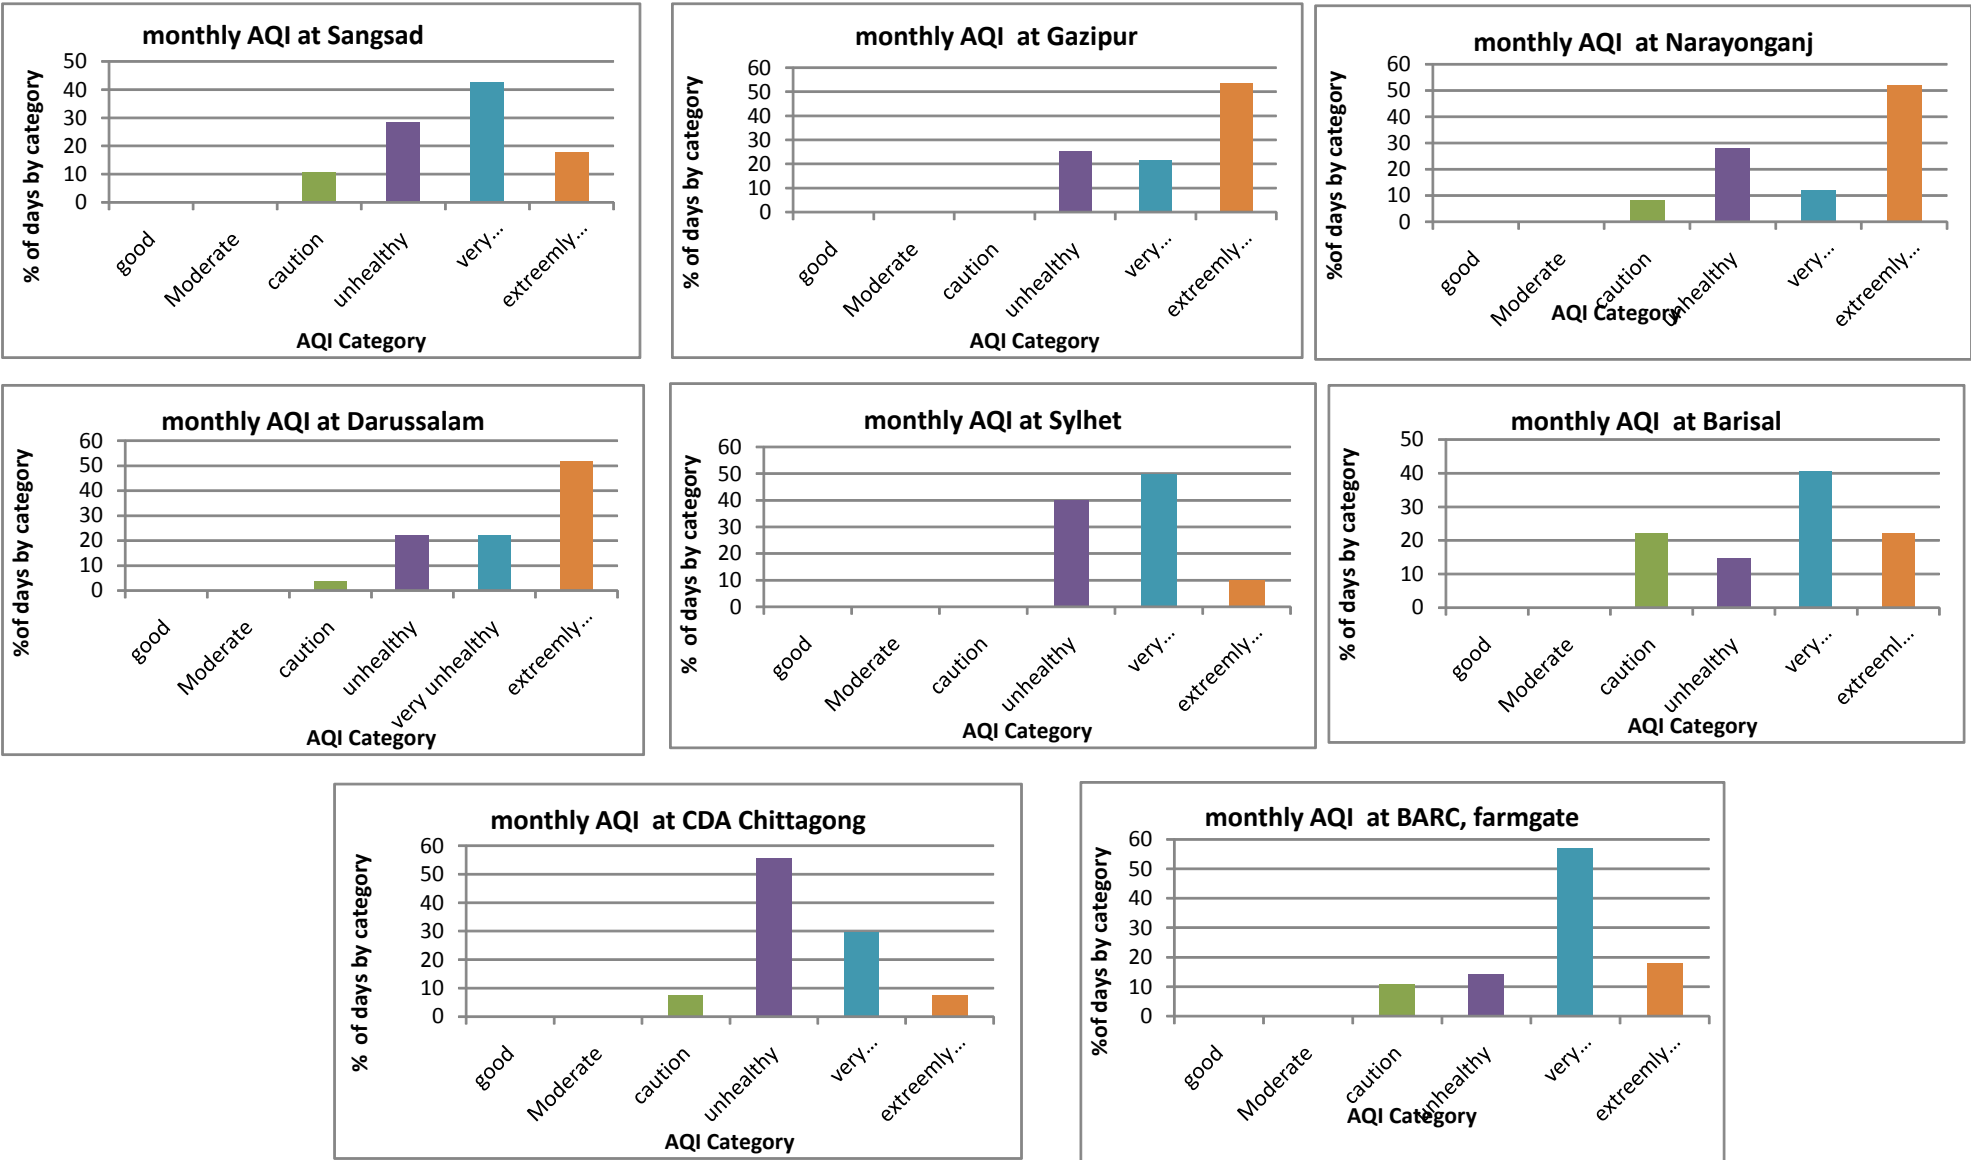 monthly AQI at Sangsad
% of days by category
50
40
30
20
10
0
good
Moderate
caution
unhealthy
very...
extreemly...
AQI Category
monthly AQI at Gazipur
% of days by category
60
50
40
30
20
10
0
good
Moderate
caution
unhealthy
very...
extreemly...
AQI Category
monthly AQI at Narayonganj
%of days by category
60
50
40
30
20
10
0
good
Moderate
caution
unhealthy
very...
extreemly...
AQI Category
monthly AQI at Darussalam
%of days by category
60
50
40
30
20
10
0
good
Moderate
caution
unhealthy
very unhealthy
extreemly...
AQI Category
monthly AQI at Sylhet
% of days by category
60
50
40
30
20
10
0
good
Moderate
caution
unhealthy
very...
extreemly...
AQI Category
monthly AQI at Barisal
% of days by category
50
40
30
20
10
0
good
Moderate
caution
unhealthy
very...
extreeml...
AQI Category
monthly AQI at CDA Chittagong
% of days by category
60
50
40
30
20
10
0
good
Moderate
caution
unhealthy
very...
extreemly...
AQI Category
monthly AQI at BARC, farmgate
%of days by category
60
50
40
30
20
10
0
good
Moderate
caution
unhealthy
very...
extreemly...
AQI Category